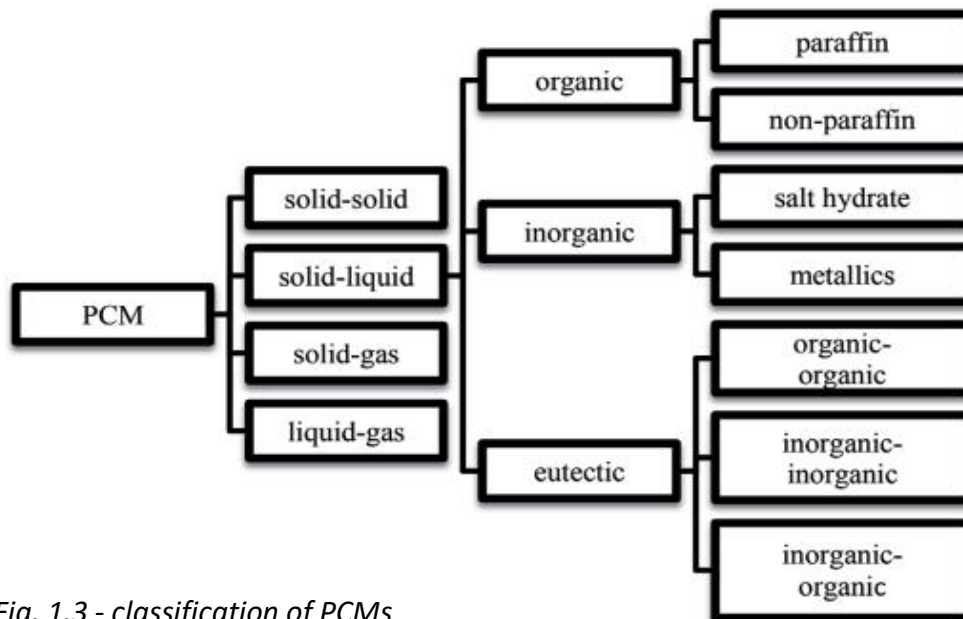 PCM
solid-solid
solid-liquid
solid-gas
liquid-gas
organic
inorganic
eutectic
paraffin
non-paraffin
salt hydrate
metallics
organic-
organic
inorganic-
inorganic
inorganic-
organic
Fig. 1.3 - classification of PCMs